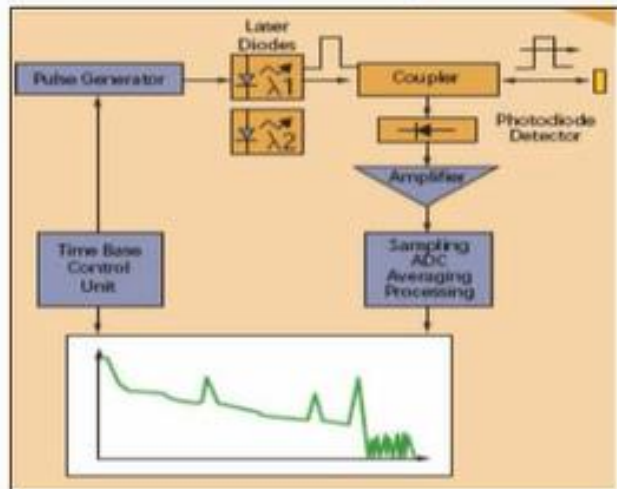 Laser
Diodes
Pulse Generator
λ1
Coupler
λ2
Photodiode
Detector
Amplifier
Time Base
Control
Unit
Sampling
ADC
Averaging
Processing